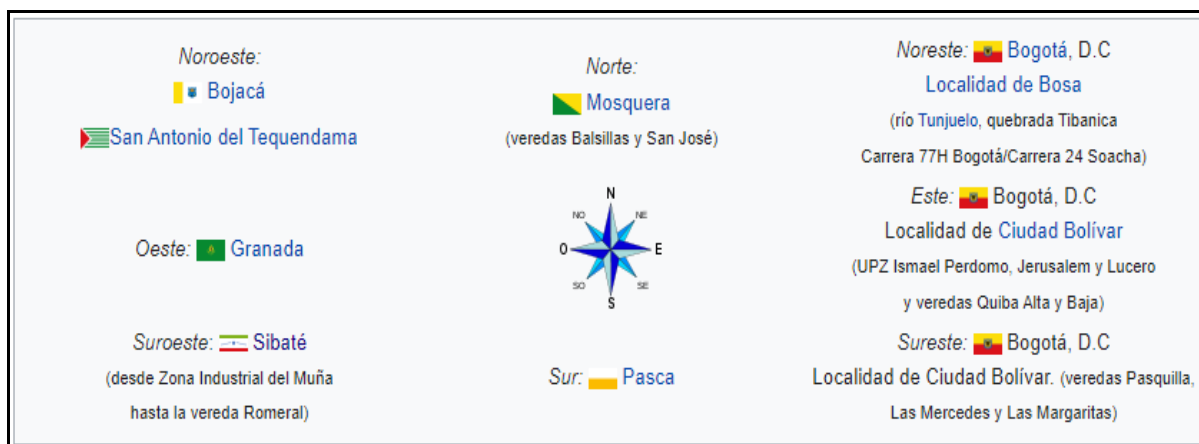 Noroeste:
Bojacá
San Antonio del Tequendama
Norte:
Mosquera
(veredas Balsillas y San José)
Noreste: Bogotá, D.C
Localidad de Bosa
(río Tunjuelo, quebrada Tibanica
Carrera 77H Bogotá/Carrera 24 Soacha)
Oeste: Granada
N
NO NE
O E
SO SE
S
Este: Bogotá, D.C
Localidad de Ciudad Bolívar
(UPZ Ismael Perdomo, Jerusalem y Lucero
y veredas Quiba Alta y Baja)
Suroeste: Sibaté
(desde Zona Industrial del Muña
hasta la vereda Romeral)
Sur: Pasca
Sureste: Bogotá, D.C
Localidad de Ciudad Bolívar. (veredas Pasquilla,
Las Mercedes y Las Margaritas)